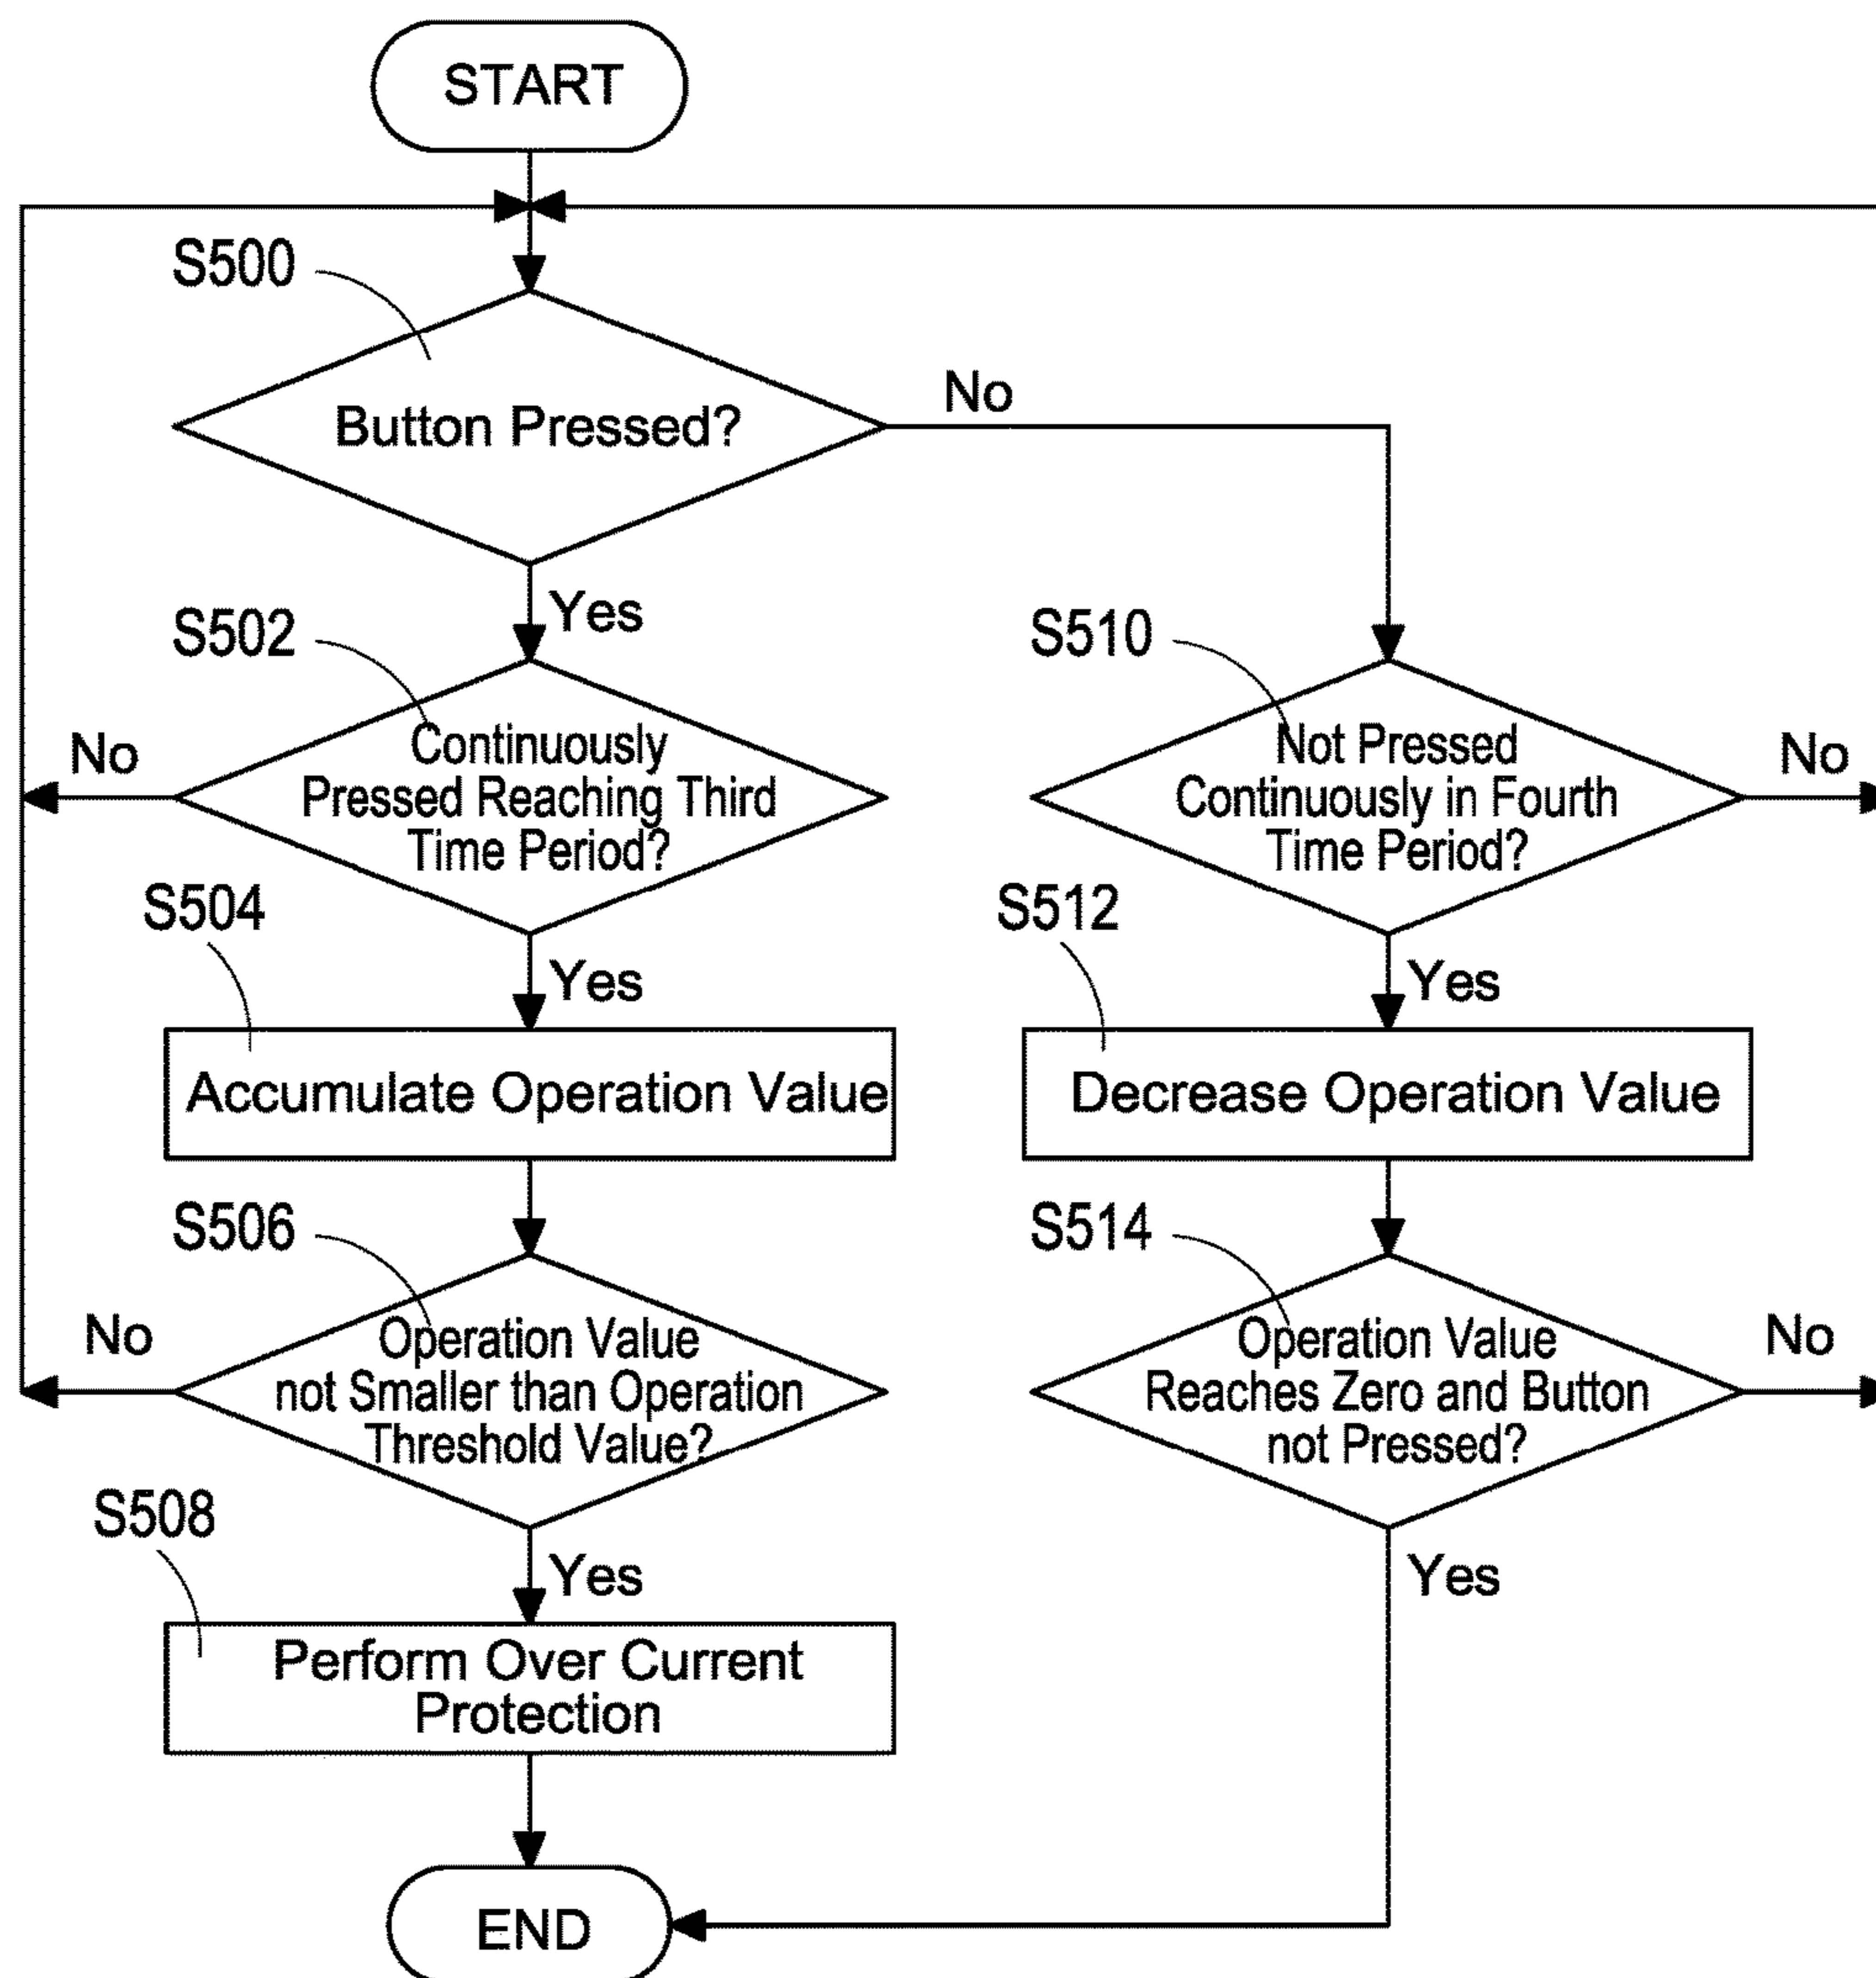 START
S500
Button Pressed?
No
Yes
S502
Continuously
Pressed Reaching Third
Time Period?
No
Yes
S510
Not Pressed
Continuously in Fourth
Time Period?
No
Yes
S504
Accumulate Operation Value
S512
Decrease Operation Value
S506
Operation Value
not Smaller than Operation
Threshold Value?
No
Yes
S514
Operation Value
Reaches Zero and Button
not Pressed?
No
Yes
S508
Perform Over Current
Protection
END